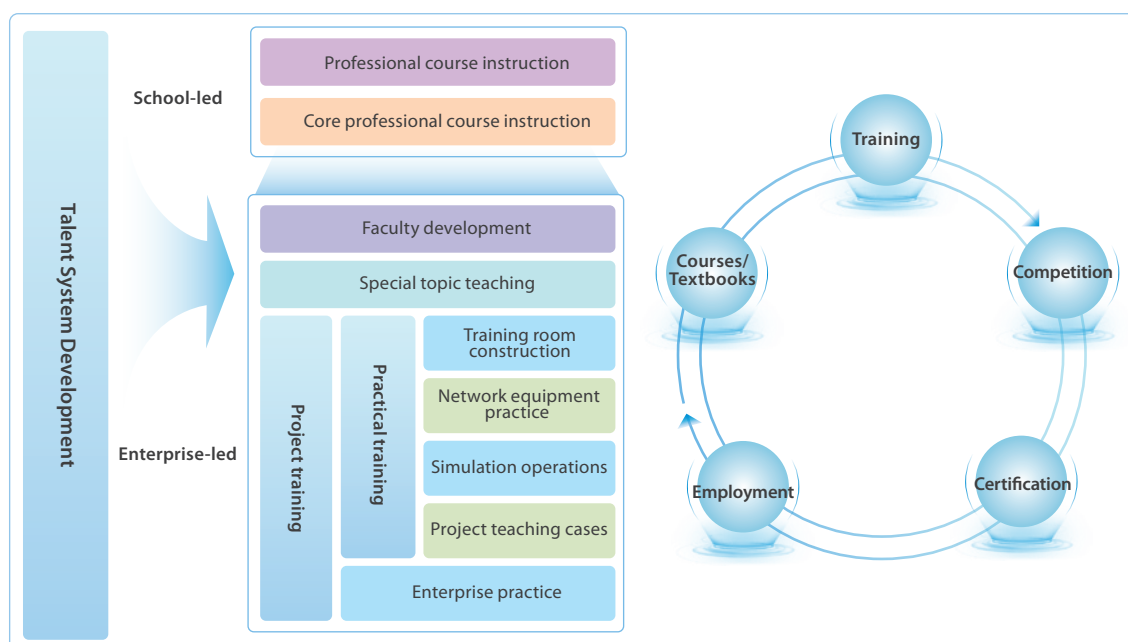 Talent System Development
School-led
Enterprise-led
Professional course instruction
Core professional course instruction
Faculty development
Special topic teaching
Project training
Practical training
Training room
construction
Network equipment
practice
Simulation operations
Project teaching cases
Enterprise practice
Training
Courses/
Textbooks
Competition
Employment
Certification